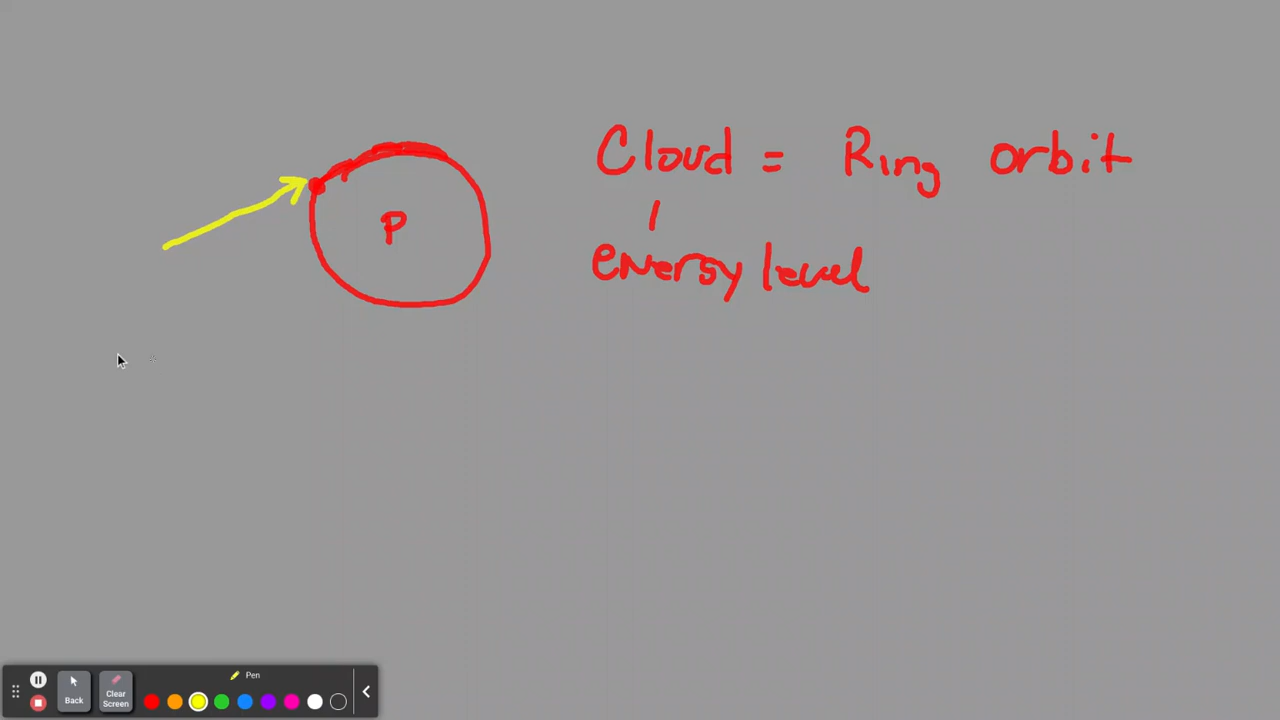 Cloud = Ring orbit
P
energy level
Pen
Back
Clear
Screen